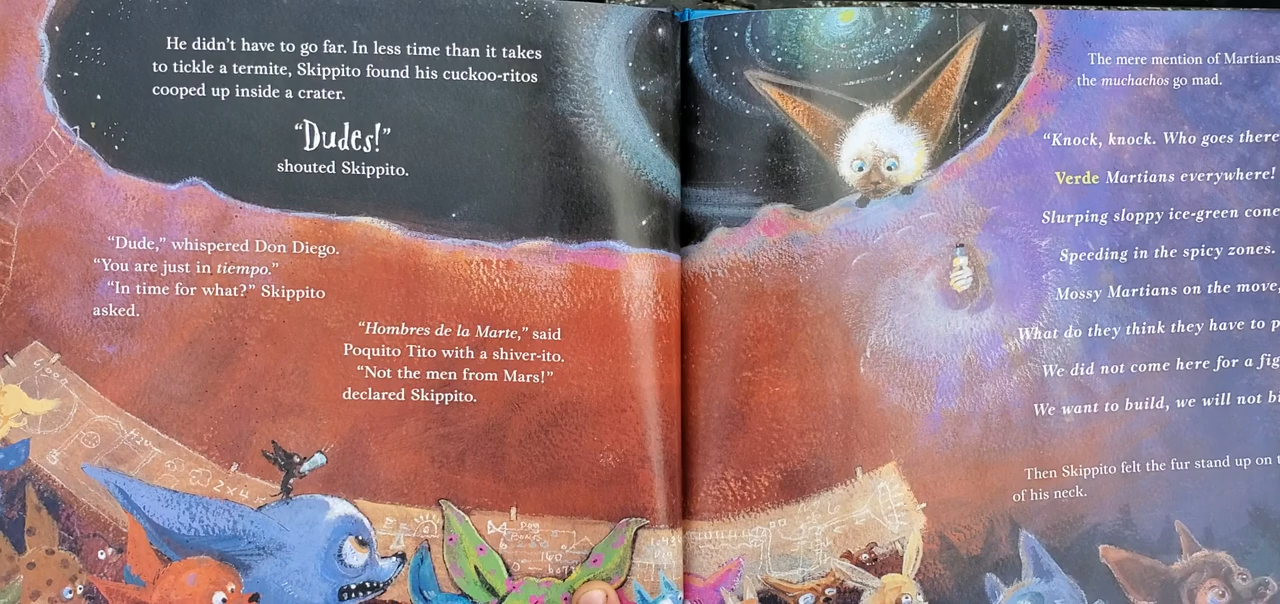 He didn't have to go far. In less time than it takes
to tickle a termite, Skippito found his cuckoo-ritos
cooped up inside a crater.
"Dudes!"
shouted Skippito.
"Dude," whispered Don Diego.
"You are just in tiempo."
"In time for what?" Skippito
asked.
"Hombres de la Marte," said
Poquito Tito with a shiver-ito.
"Not the men from Mars!"
declared Skippito.
2x4
The mere mention of Martians
the muchachos go mad.
"Knock, knock. Who goes there
Verde Martians everywhere!
Slurping sloppy ice-green cone
Speeding in the spicy zones.
Mossy Martians on the move,
What do they think they have to
We did not come here for a
We want to build, we will not
Then Skippito felt the fur stand up on
of his neck.